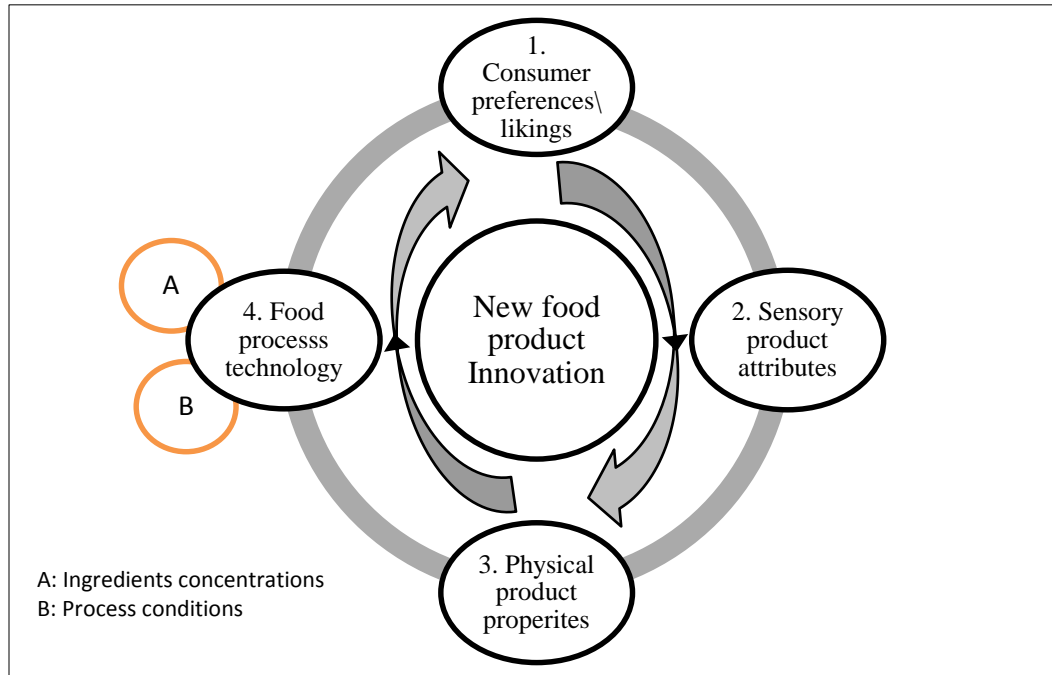 1.
Consumer
preferences\
likings
A
4. Food
processs
technology
New food
product
Innovation
2. Sensory
product
attributes
B
3. Physical
product
properites
A: Ingredients concentrations
B: Process conditions